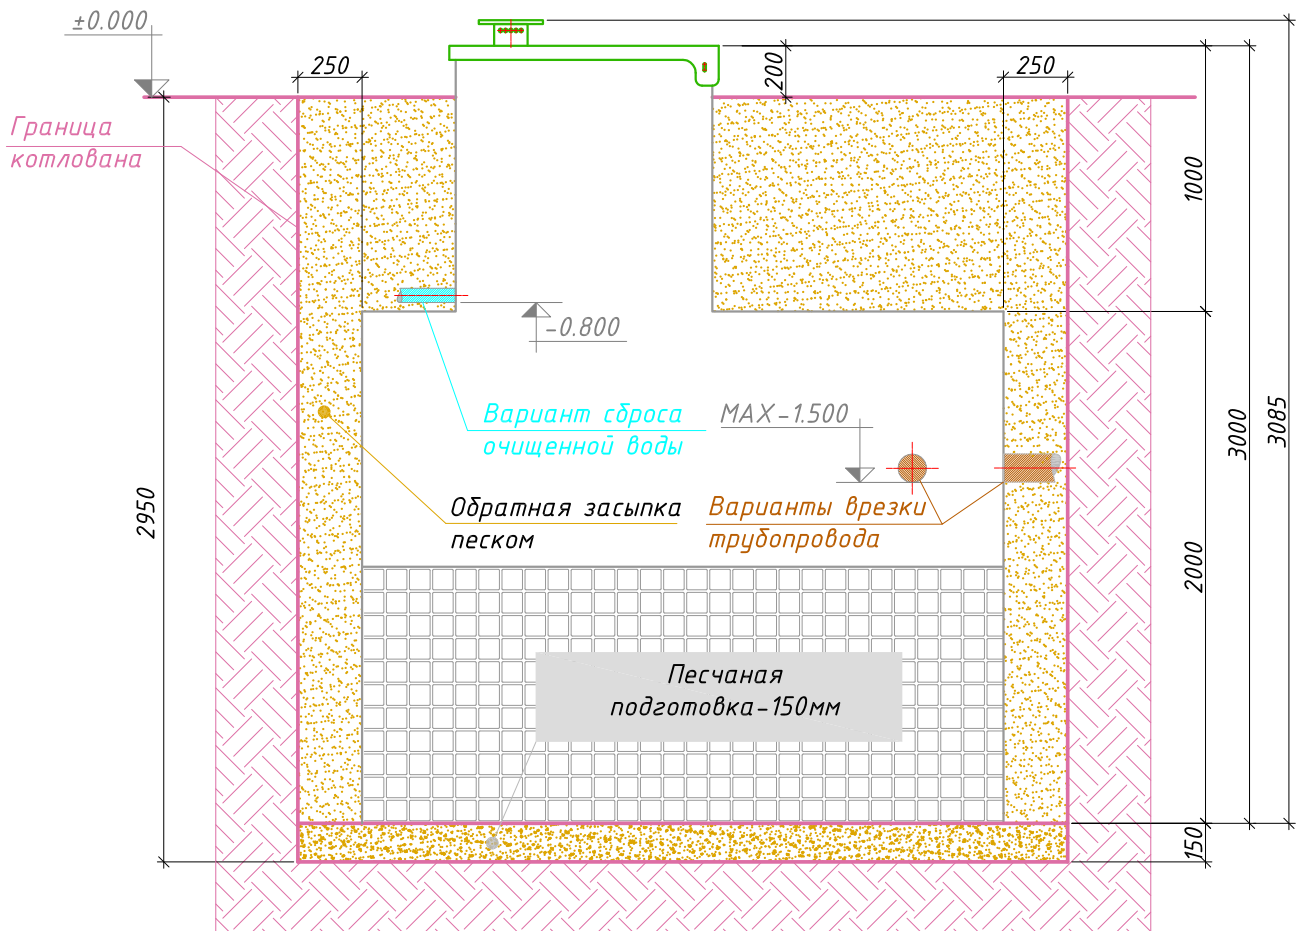 ±0.000
250
200
250
Граница
котлована
1000
-0.800
Вариант сброса
очищенной воды
MAX-1.500
3000
3085
2950
Обратная засыпка
песком
Варианты врезки
трубопровода
2000
Песчаная
подготовка-150мм
150